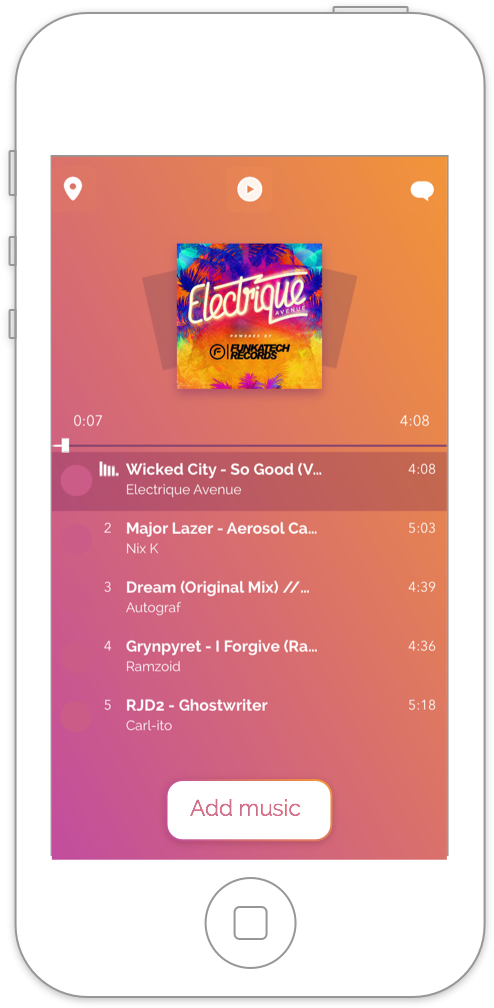 Electrique
AVENUE
POWERED BY
FUNKATECH
RECORDS
0:07 4:08
Wicked City - So Good (V... 4:08
Electrique Avenue
2 Major Lazer - Aerosol Ca... 5:03
Nix K
3 Dream (Original Mix) //... 4:39
Autograf
4 Grynpyret - I Forgive (Ra... 4:36
Ramzoid
5 RJD2 - Ghostwriter 5:18
Carl-ito
Add music